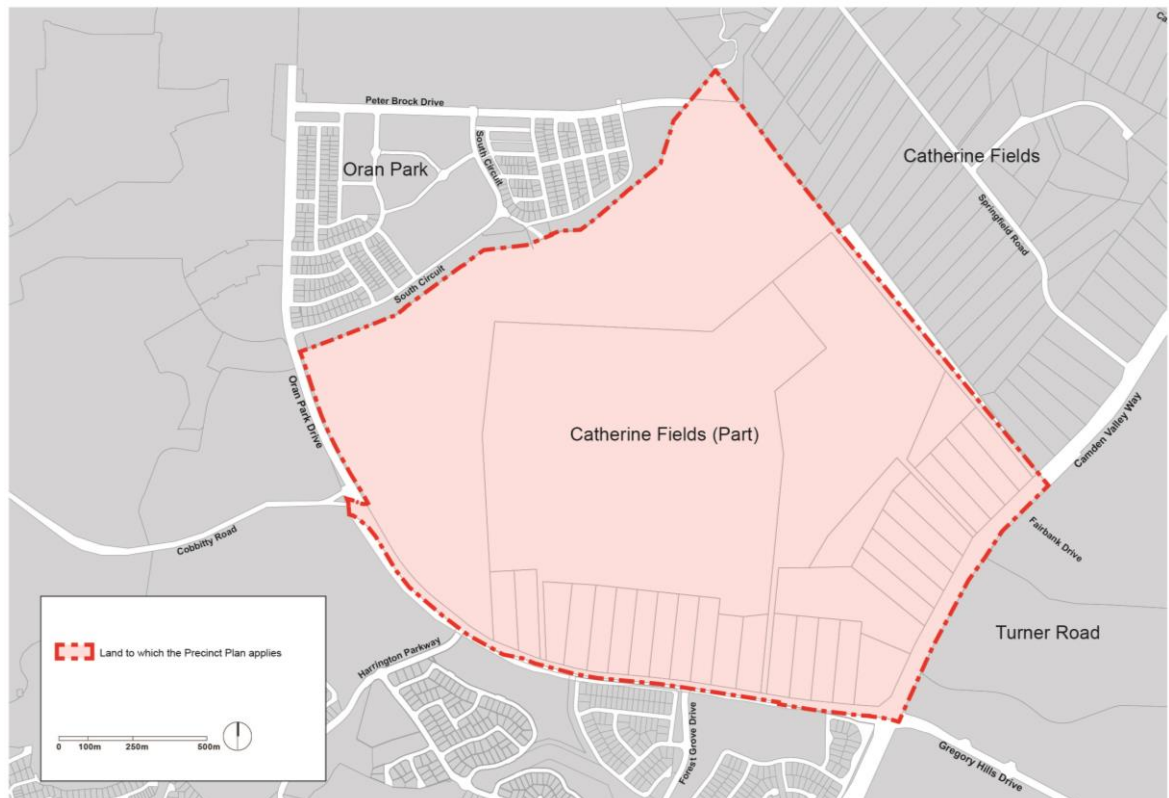 Peter Brock Drive
South Circuit
Oran Park
Catherine Fields
Springfield Road
South Circuit
Oran Park Drive
Camden Valley Way
Catherine Fields (Part)
Fairbank Drive
Cobbitty Road
Turner Road
Harrington Parkway
Land to which the Precinct Plan applies
Forest Grove Drive
Gregory Hills Drive
0 100m 250m 500m